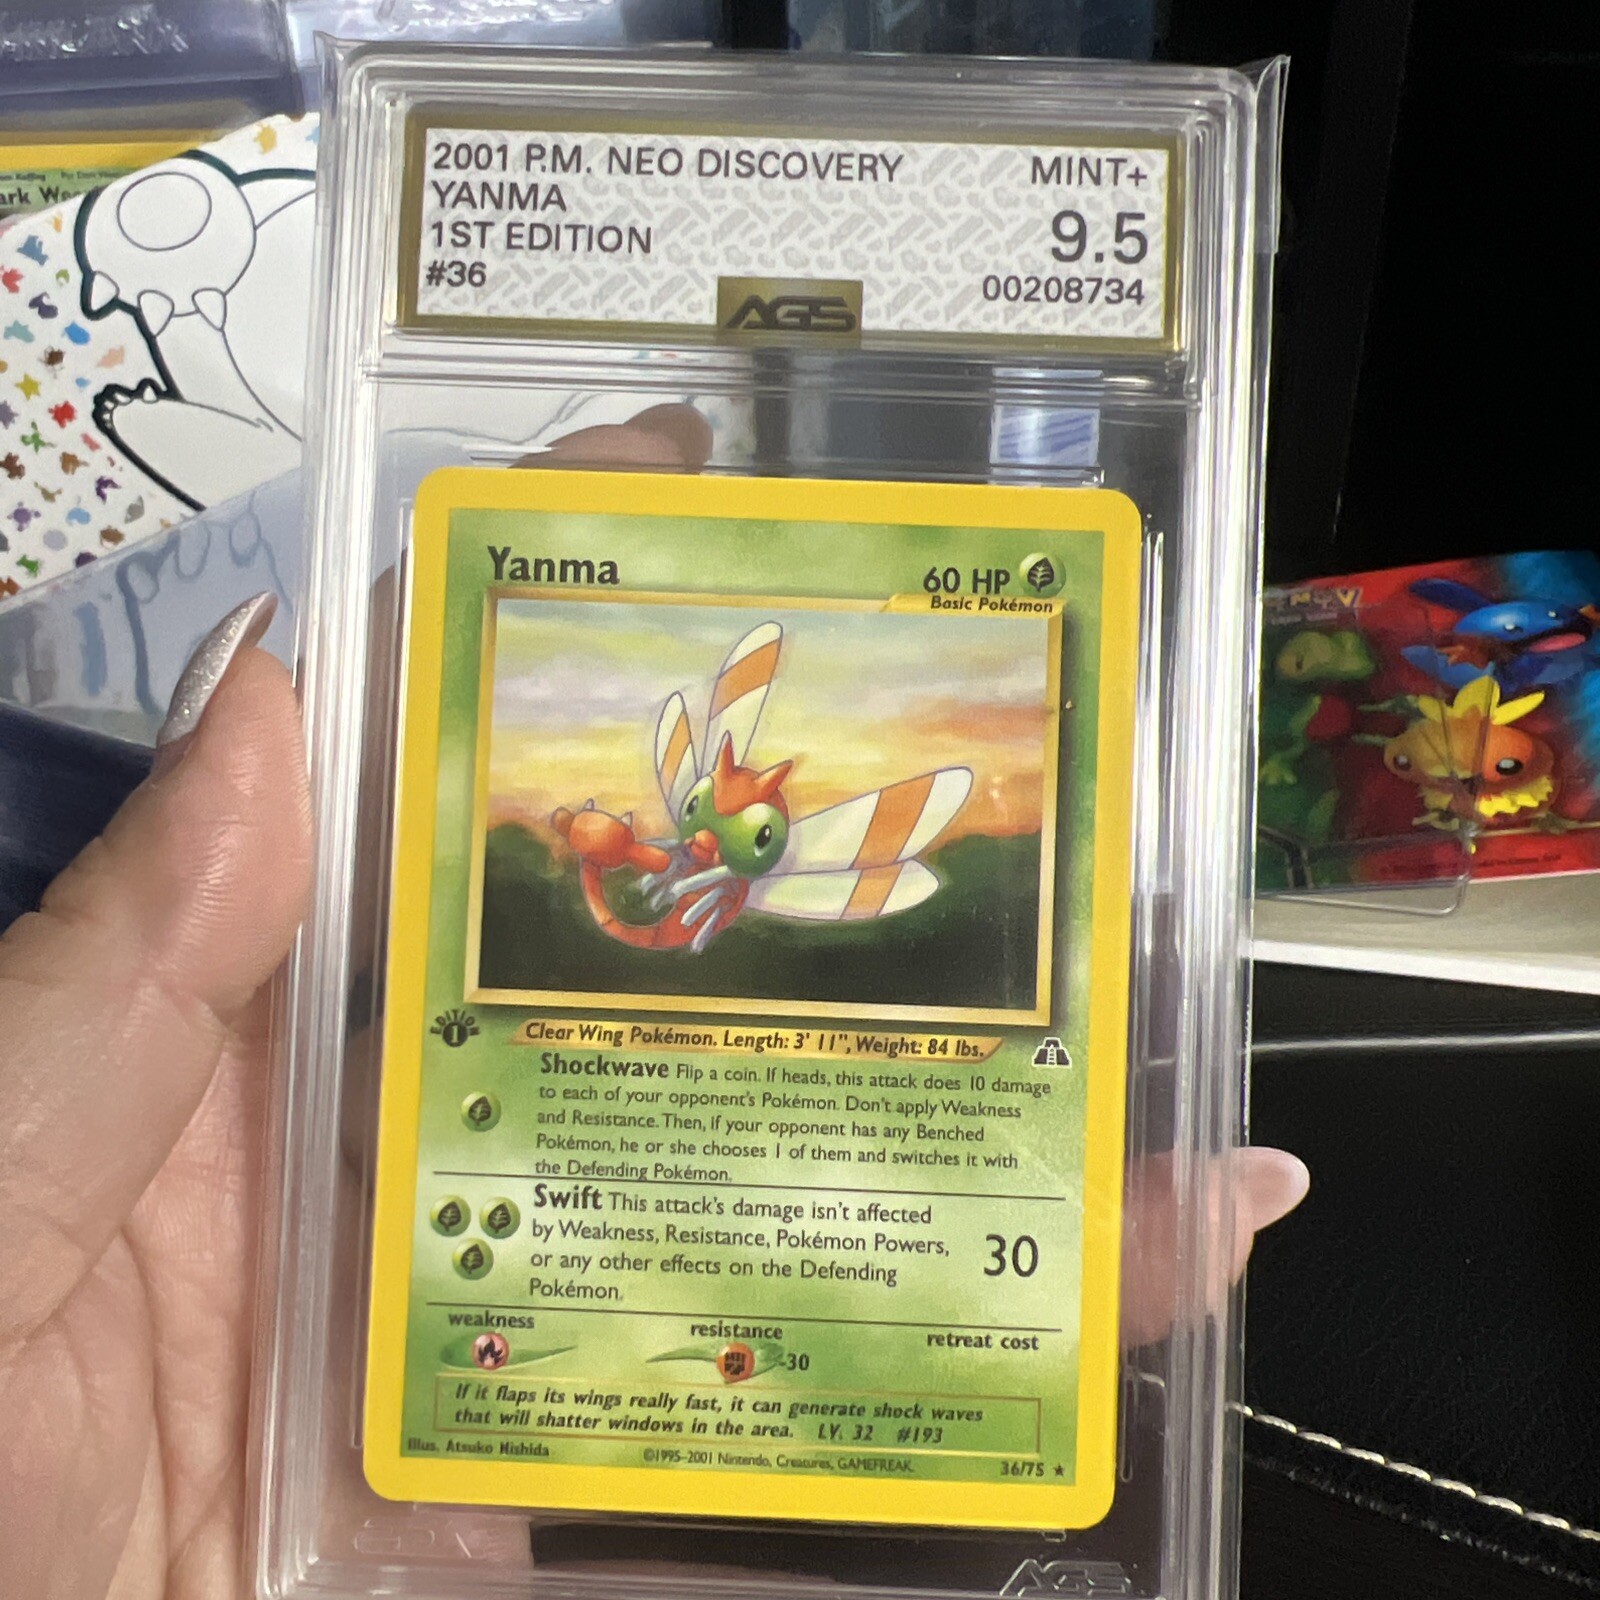 2001 P.M. NEO DISCOVERY MINT+
YANMA
1ST EDITION 9.5
#36 00208734
AGS
Yanma 60 HP
Basic Pokémon
EDITION
1
Clear Wing Pokémon. Length: 3' 11", Weight: 84 lbs.
Shockwave Flip a coin. If heads, this attack does 10 damage
to each of your opponent's Pokémon. Don't apply Weakness
and Resistance. Then, if your opponent has any Benched
Pokémon, he or she chooses 1 of them and switches it with
the Defending Pokémon.
Swift This attack's damage isn't affected
by Weakness, Resistance, Pokémon Powers,
or any other effects on the Defending
Pokémon.
30
weakness resistance retreat cost
-30
If it flaps its wings really fast, it can generate shock waves
that will shatter windows in the area. LV. 32 #193
Illus. Atsuko Nishida ©1995-2001 Nintendo, Creatures, GAMEFREAK. 36/75 ★
AGS